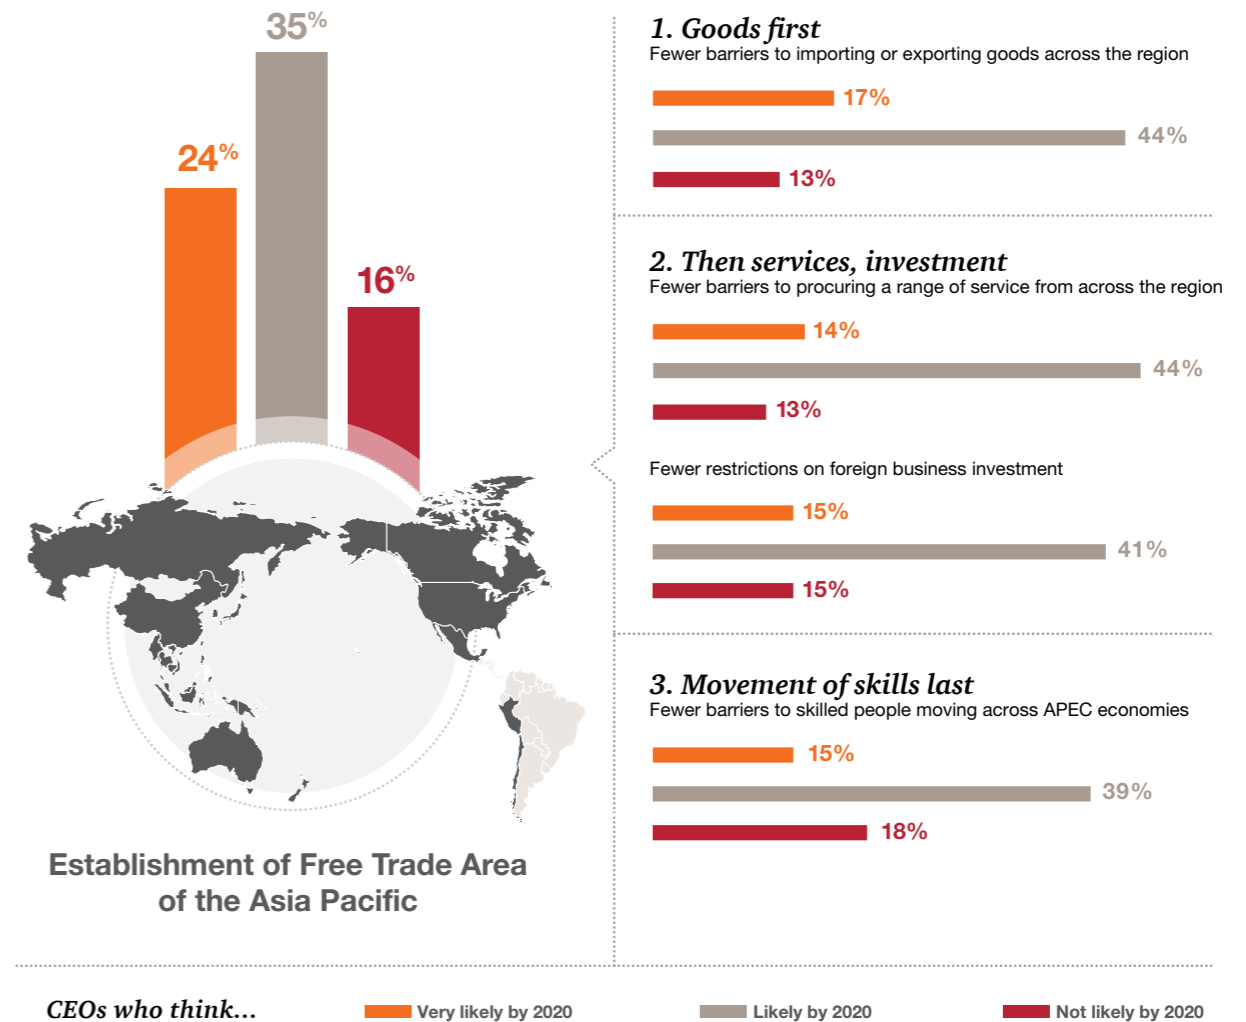 35%
24%
16%
Establishment of Free Trade Area
of the Asia Pacific
1. Goods first
Fewer barriers to importing or exporting goods across the region
17%
44%
13%
2. Then services, investment
Fewer barriers to procuring a range of service from across the region
14%
44%
13%
Fewer restrictions on foreign business investment
15%
41%
15%
3. Movement of skills last
Fewer barriers to skilled people moving across APEC economies
15%
39%
18%
CEOs who think...
Very likely by 2020
Likely by 2020
Not likely by 2020